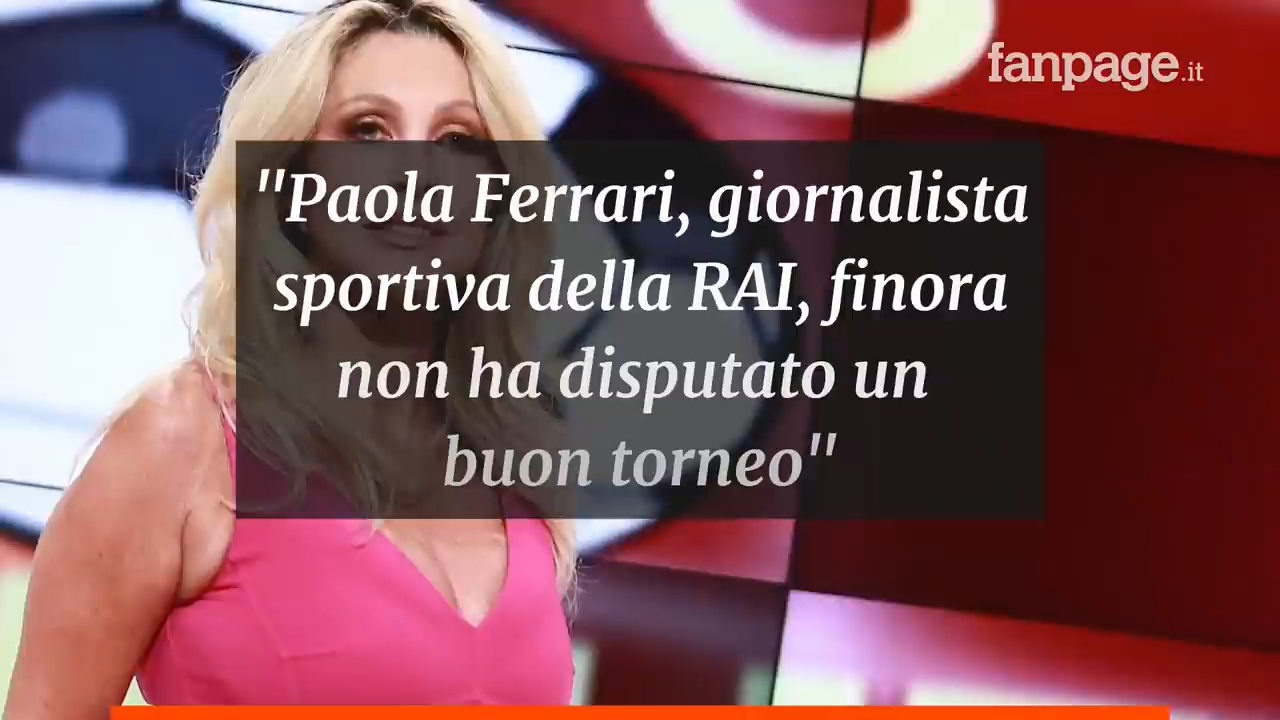 fanpage.it
"Paola Ferrari, giornalista
sportiva della RAI, finora
non ha disputato un
buon torneo"